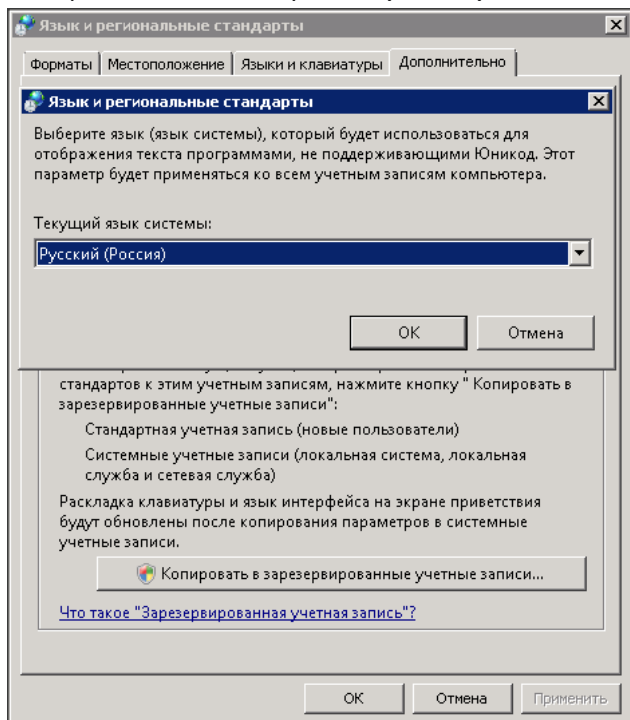 Язык и региональные стандарты
Форматы
Местоположение
Языки и клавиатуры
Дополнительно
Язык и региональные стандарты
Выберите язык (язык системы), который будет использоваться для
отображения текста программами, не поддерживающими Юникод. Этот
параметр будет применяться ко всем учетным записям компьютера.
Текущий язык системы:
Русский (Россия)
ОК
Отмена
стандартов к этим учетным записям, нажмите кнопку " Копировать в
зарезервированные учетные записи":
Стандартная учетная запись (новые пользователи)
Системные учетные записи (локальная система, локальная
служба и сетевая служба)
Раскладка клавиатуры и язык интерфейса на экране приветствия
будут обновлены после копирования параметров в системные
учетные записи.
Копировать в зарезервированные учетные записи...
Что такое "Зарезервированная учетная запись"?
ОК
Отмена
Применить